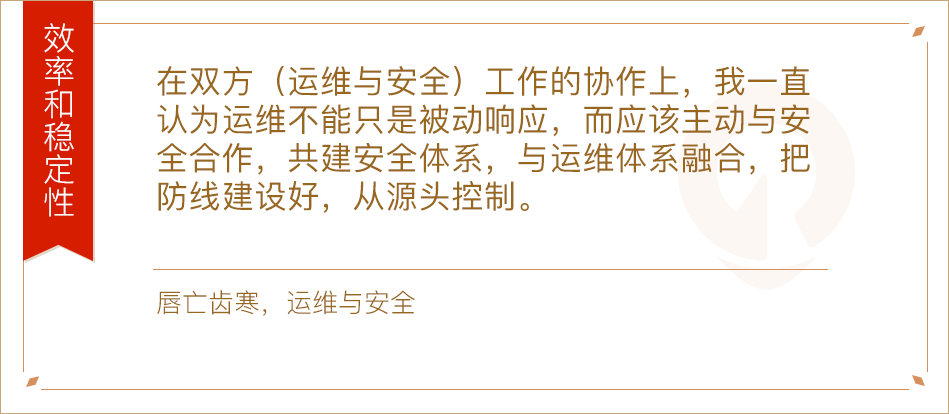 效率和稳定性
在双方（运维与安全）工作的协作上，我一直
认为运维不能只是被动响应，而应该主动与安
全合作，共建安全体系，与运维体系融合，把
防线建设好，从源头控制。
唇亡齿寒，运维与安全